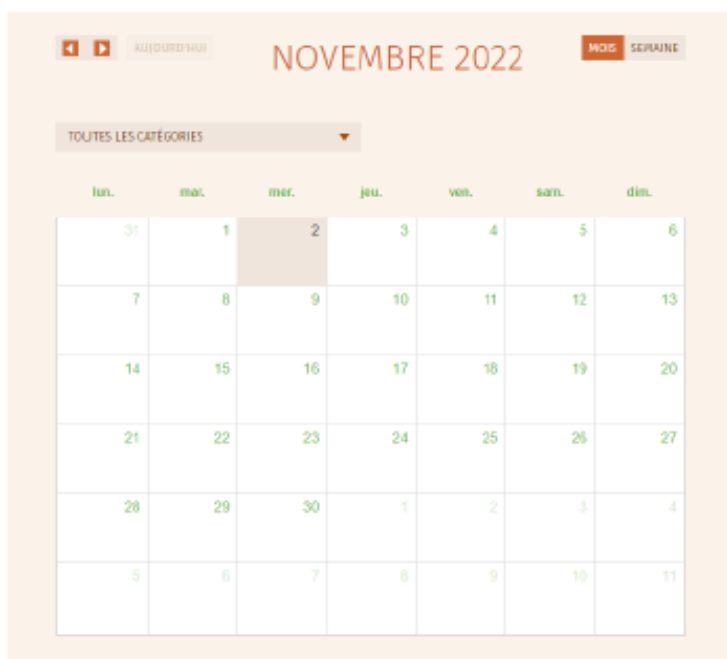 AUJOURD'HUI NOVEMBRE 2022 MOIS SEMAINE
TOUTES LES CATÉGORIES
lun. mar. mer. jeu. ven. sam. dim.
31 1 2 3 4 5 6
7 8 9 10 11 12 13
14 15 16 17 18 19 20
21 22 23 24 25 26 27
28 29 30 1 2 3 4
5 6 7 8 9 10 11